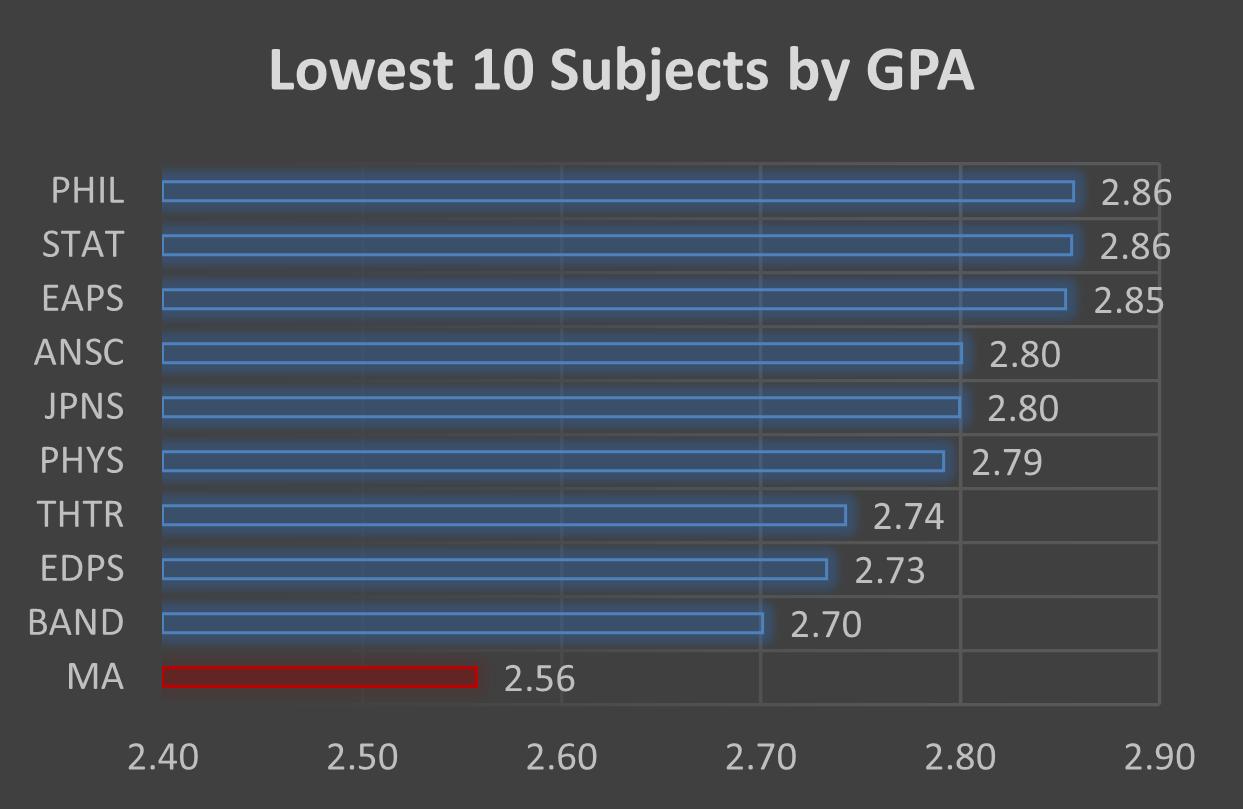 Lowest 10 Subjects by GPA
PHIL 2.86
STAT 2.86
EAPS 2.85
ANSC 2.80
JPNS 2.80
PHYS 2.79
THTR 2.74
EDPS 2.73
BAND 2.70
MA 2.56
2.40 2.50 2.60 2.70 2.80 2.90